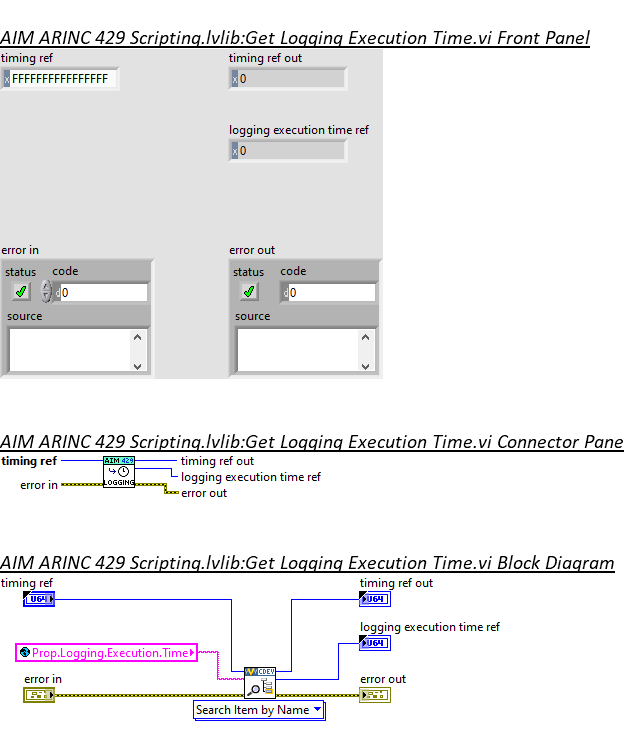 AIM ARINC 429 Scripting.lvlib:Get Logging Execution Time.vi Front Panel
timing ref
timing ref out
x FFFFFFFFFFFFFFFF
x 0
logging execution time ref
x 0
error in
error out
status code
status code
d 0
d 0
source
source
AIM ARINC 429 Scripting.lvlib:Get Logging Execution Time.vi Connector Pane
timing ref
AIM 429
timing ref out
logging execution time ref
error in
LOGGING
error out
AIM ARINC 429 Scripting.lvlib:Get Logging Execution Time.vi Block Diagram
timing ref
timing ref out
U64
U64
logging execution time ref
U64
Prop.Logging.Execution.Time
error in
CDEV
error out
Search Item by Name